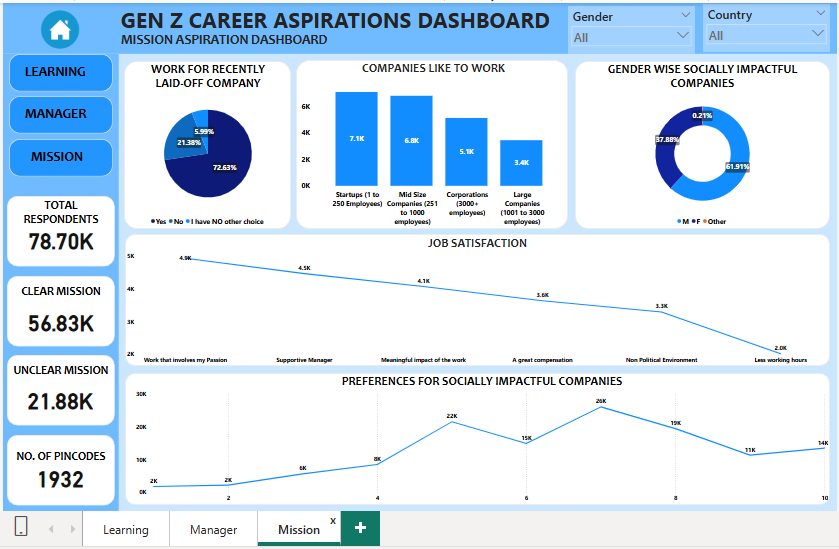 GEN Z CAREER ASPIRATIONS DASHBOARD
MISSION ASPIRATION DASHBOARD
Gender
All
Country
All
LEARNING
MANAGER
MISSION
TOTAL
RESPONDENTS
78.70K
CLEAR MISSION
56.83K
UNCLEAR MISSION
21.88K
NO. OF PINCODES
1932
WORK FOR RECENTLY
LAID-OFF COMPANY
5.99%
21.38%
72.63%
Yes No I have NO other choice
COMPANIES LIKE TO WORK
6K
4K
2K
0K
7.1K
6.8K
5.1K
3.4K
Startups (1 to
250 Employees)
Mid Size
Companies (251
to 1000
employees)
Corporations
(3000+
employees)
Large
Companies
(1001 to 3000
employees)
GENDER WISE SOCIALLY IMPACTFUL
COMPANIES
0.21%
37.88%
61.91%
M F Other
JOB SATISFACTION
5K
4K
3K
2K
4.9K
4.5K
4.1K
3.6K
3.3K
2.0K
Work that involves my Passion
Supportive Manager
Meaningful impact of the work
A great compensation
Non Political Environment
Less working hours
PREFERENCES FOR SOCIALLY IMPACTFUL COMPANIES
30K
20K
10K
0K
2K
2K
6K
8K
22K
15K
26K
19K
11K
14K
2
4
6
8
10
Learning
Manager
Mission
x
+